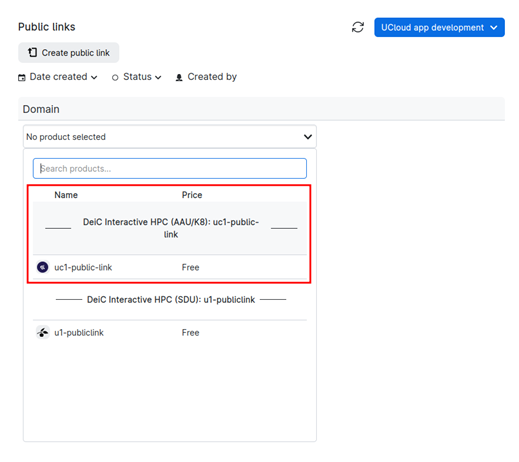 Public links
UCloud app development
Create public link
Date created
Status
Created by
Domain
No product selected
Search products...
Name Price
DeiC Interactive HPC (AAU/K8): uc1-public-
link
uc1-public-link Free
DeiC Interactive HPC (SDU): u1-publiclink
u1-publiclink Free